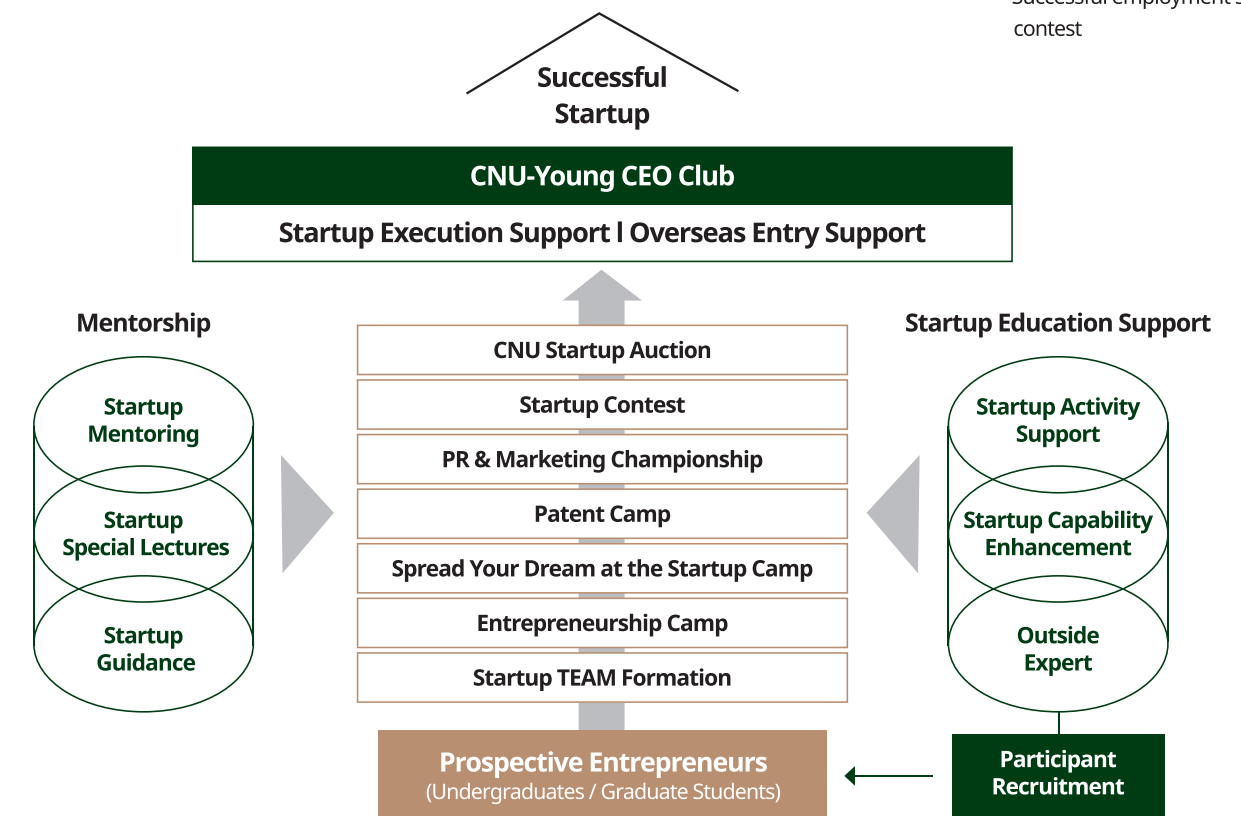 Successful employment
contest
Successful
Startup
CNU-Young CEO Club
Startup Execution Support l Overseas Entry Support
Mentorship
Startup
Mentoring
Startup
Special Lectures
Startup
Guidance
CNU Startup Auction
Startup Contest
PR & Marketing Championship
Patent Camp
Spread Your Dream at the Startup Camp
Entrepreneurship Camp
Startup TEAM Formation
Prospective Entrepreneurs
(Undergraduates / Graduate Students)
Startup Education Support
Startup Activity
Support
Startup Capability
Enhancement
Outside
Expert
Participant
Recruitment